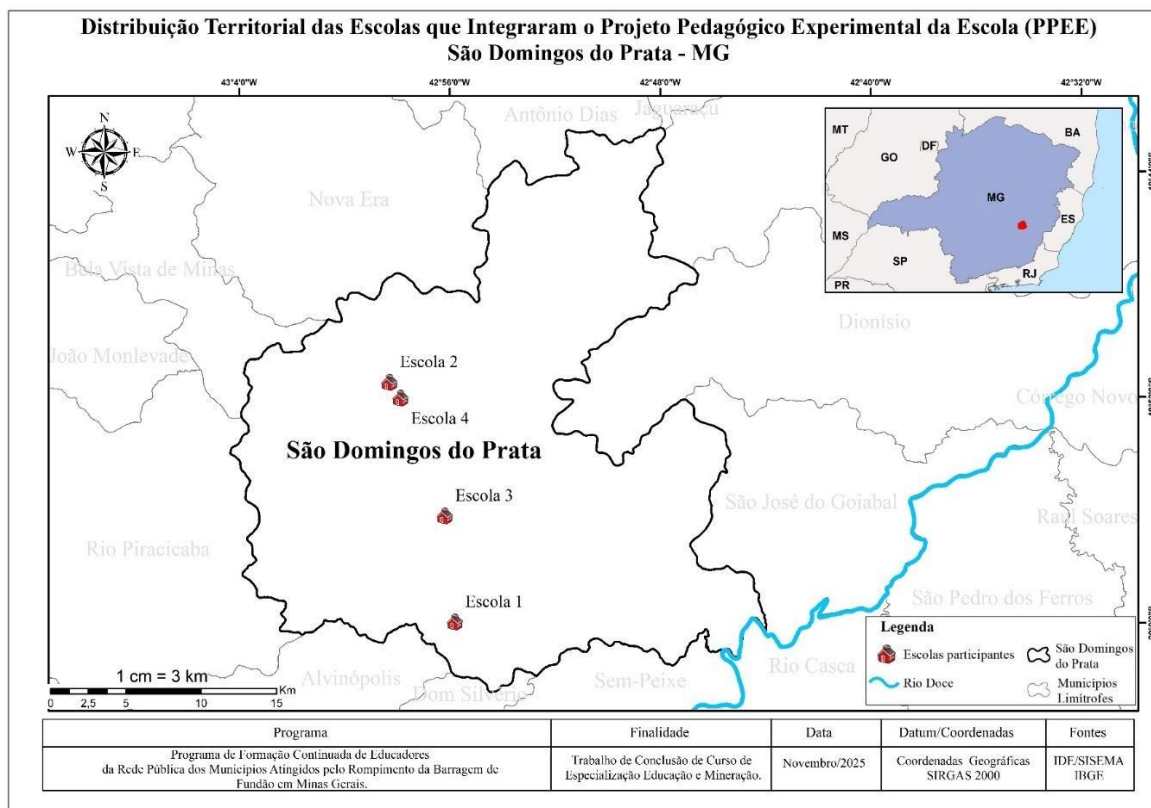 Distribuição Territorial das Escolas que Integraram o Projeto Pedagógico Experimental da Escola (PPEE)
São Domingos do Prata - MG
43°4'0"W
42°56'0"W
42°48'0"W
42°40'0"W
42°32'0"W
N
W
E
S
Antônio Dias
Jaguaraçu
Nova Era
Bela Vista de Minas
João Monlevade
Dionísio
Córrego Novo
Escola 2
Escola 4
São Domingos do Prata
Escola 3
São José do Goiabal
Raul Soares
Rio Piracicaba
Escola 1
São Pedro dos Ferros
Alvinópolis
Dom Silvério
Sem-Peixe
Rio Casca
MT
GO
DF
BA
MG
ES
MS
SP
RJ
PR
1 cm = 3 km
0 2,5 5 10 15 Km
Legenda
Escolas participantes
Rio Doce
São Domingos
do Prata
Municípios
Limítrofes
Programa
Programa de Formação Continuada de Educadores
da Rede Pública dos Municípios Atingidos pelo Rompimento da Barragem de
Fundão em Minas Gerais.
Finalidade
Trabalho de Conclusão de Curso de
Especialização Educação e Mineração.
Data
Novembro/2025
Datum/Coordenadas
Coordenadas Geográficas
SIRGAS 2000
Fontes
IDE/SISEMA
IBGE